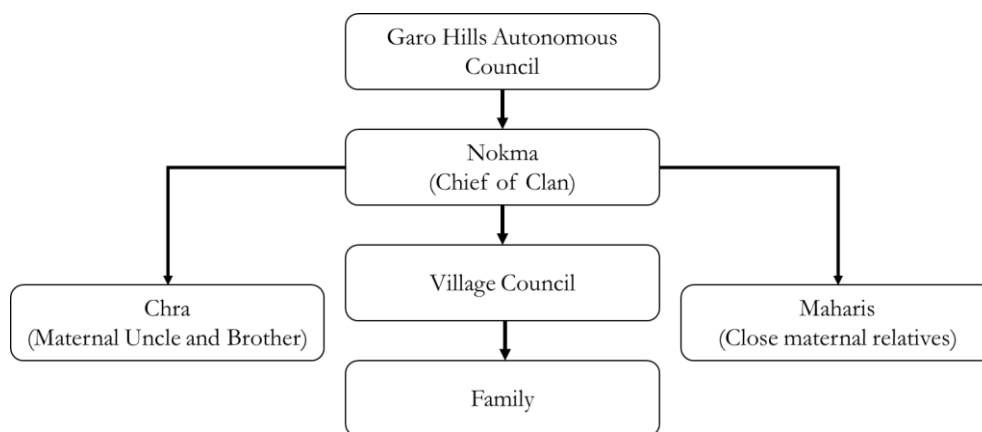 Garo Hills Autonomous
Council
Nokma
(Chief of Clan)
Chra
(Maternal Uncle and Brother)
Village Council
Maharis
(Close maternal relatives)
Family